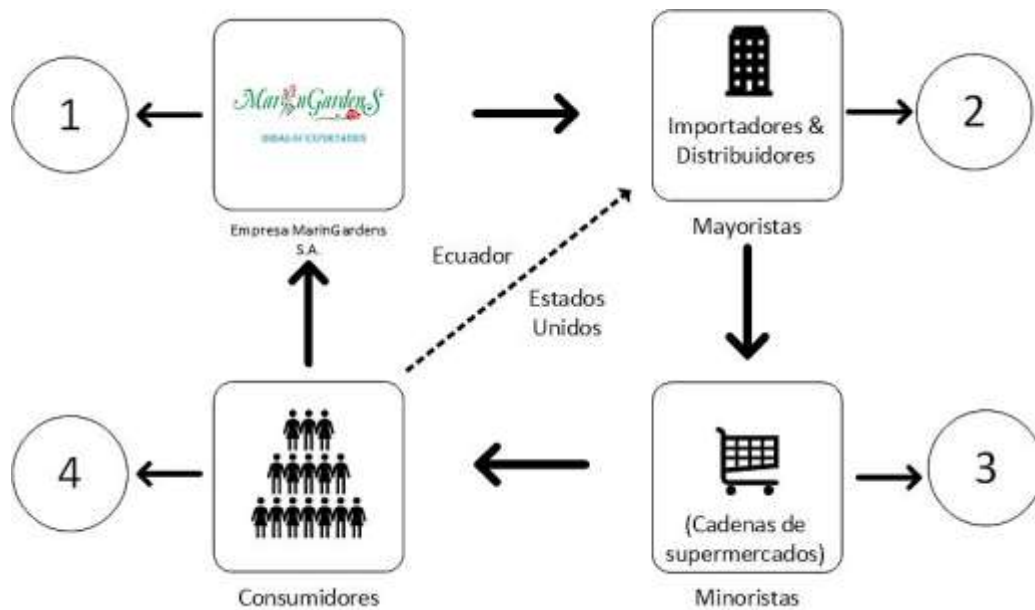 1
MarinGardenS
Importadores &
Distribuidores
2
Empresa MarinGardens
S.A.
Mayoristas
Ecuador
Estados
Unidos
4
3
(Cadenas de
supermercados)
Consumidores
Minoristas